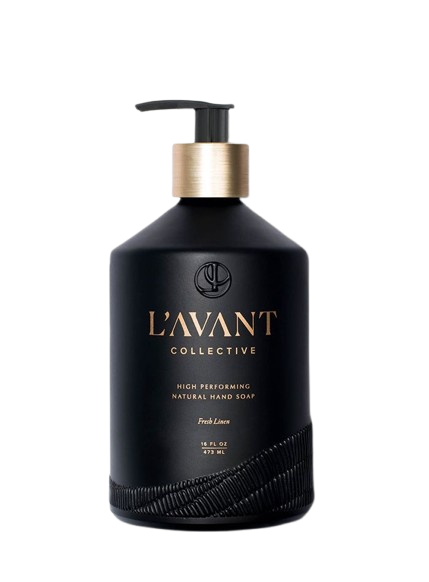 L'AVANT
COLLECTIVE
HIGH PERFORMING
NATURAL HAND SOAP
Fresh Linen
16 FL OZ
473 ML